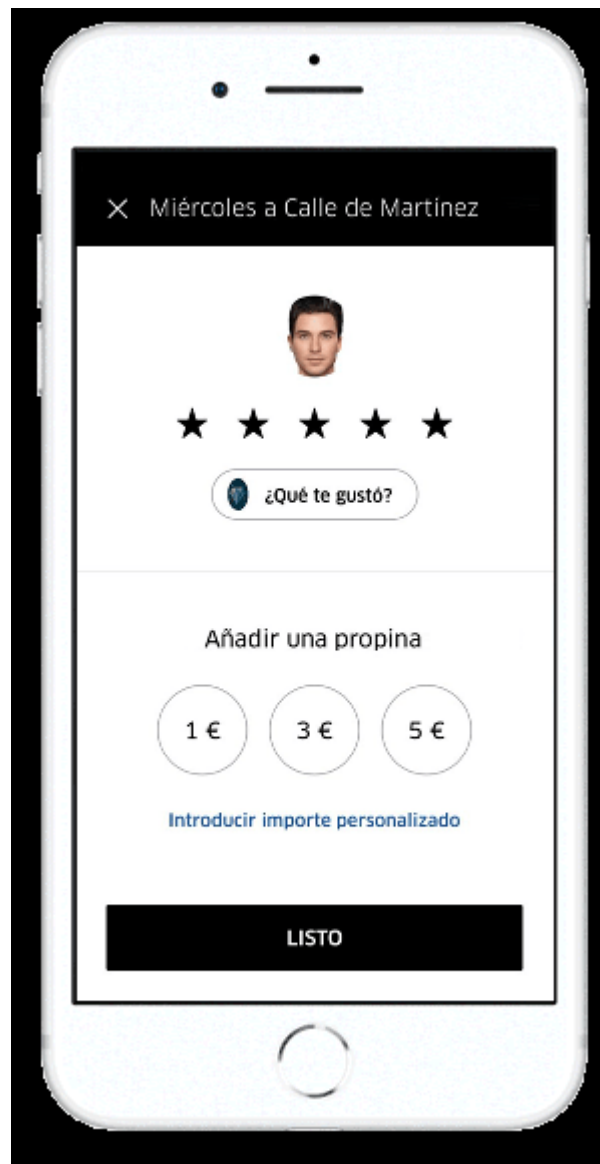 Miércoles a Calle de Martinez
¿Qué te gustó?
Añadir una propina
1 € 3 € 5 €
Introducir importe personalizado
LISTO